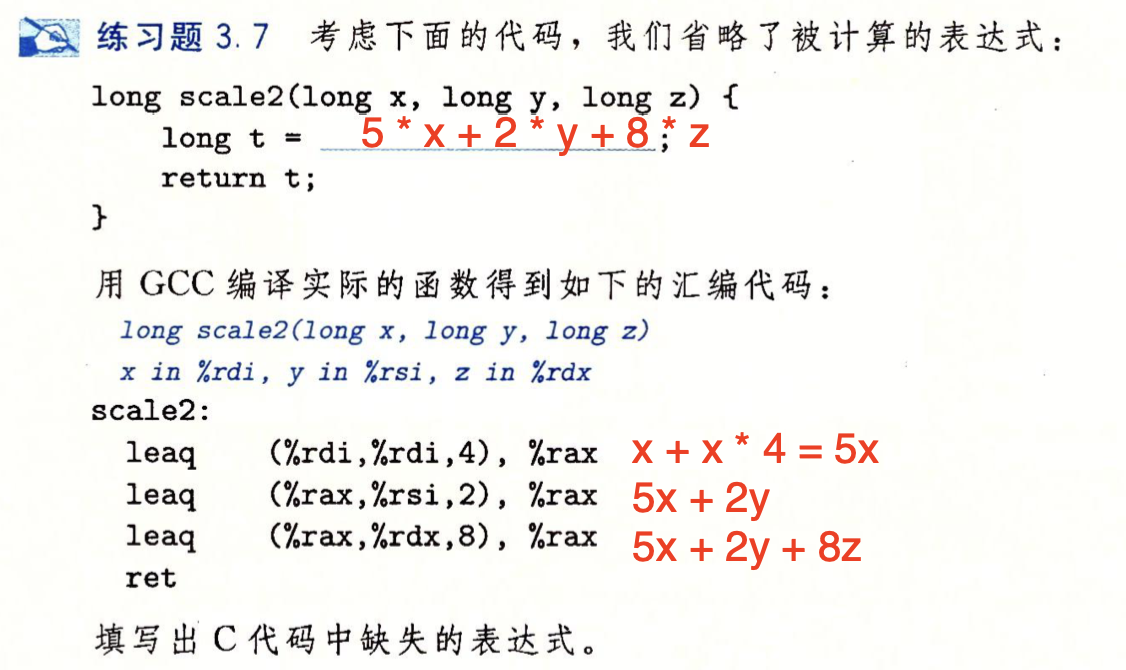 练习题 3.7 考虑下面的代码，我们省略了被计算的表达式：
long scale2(long x, long y, long z) {
long t = 5 * x + 2 * y + 8 * z ;
return t;
}
用 GCC 编译实际的函数得到如下的汇编代码：
long scale2(long x, long y, long z)
x in %rdi, y in %rsi, z in %rdx
scale2:
leaq (%rdi,%rdi,4), %rax x + x * 4 = 5x
leaq (%rax,%rsi,2), %rax 5x + 2y
leaq (%rax,%rdx,8), %rax 5x + 2y + 8z
ret
填写出 C 代码中缺失的表达式。